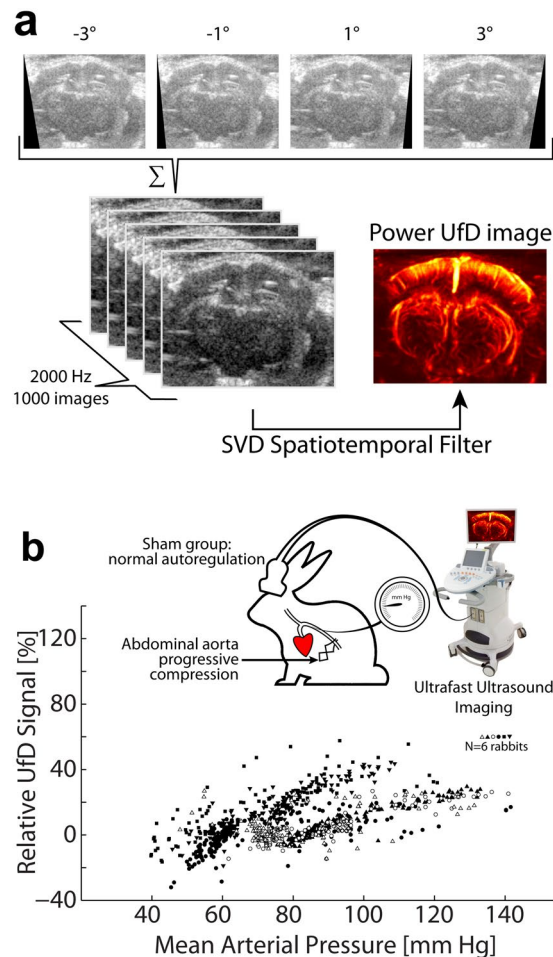 a
-3° -1° 1° 3°
Σ
Power UfD image
2000 Hz
1000 images
SVD Spatiotemporal Filter
b
Sham group:
normal autoregulation
mm Hg
Abdominal aorta
progressive
compression
Ultrafast Ultrasound
Imaging
N=6 rabbits
Relative UfD Signal [%]
120
80
40
0
−40
40 60 80 100 120 140
Mean Arterial Pressure [mm Hg]